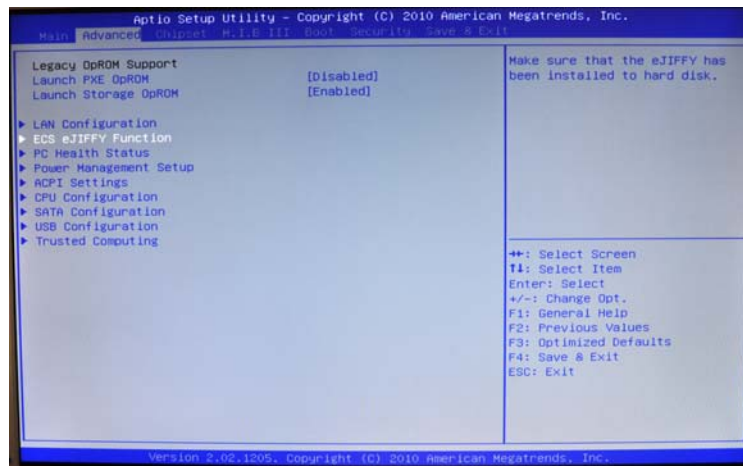 Aptio Setup Utility – Copyright (C) 2010 American Megatrends, Inc.
Main Advanced Chipset M.I.B III Boot Security Save & Exit
Legacy OpROM Support
Launch PXE OpROM [Disabled]
Launch Storage OpROM [Enabled]
LAN Configuration
ECS eJIFFY Function
PC Health Status
Power Management Setup
ACPI Settings
CPU Configuration
SATA Configuration
USB Configuration
Trusted Computing
Make sure that the eJIFFY has
been installed to hard disk.
→←: Select Screen
↑↓: Select Item
Enter: Select
+/-: Change Opt.
F1: General Help
F2: Previous Values
F3: Optimized Defaults
F4: Save & Exit
ESC: Exit
Version 2.02.1205. Copyright (C) 2010 American Megatrends, Inc.